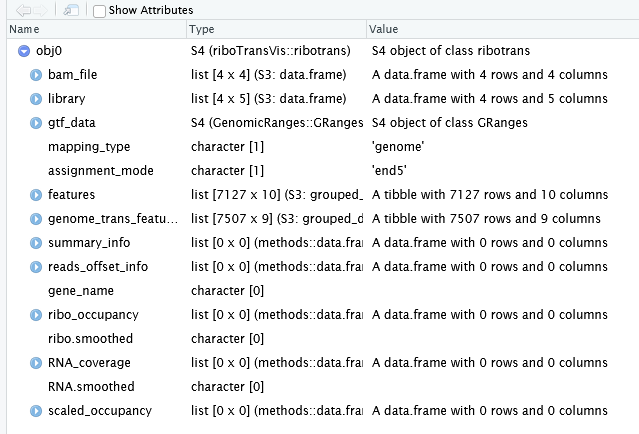 Show Attributes
Name Type Value
obj0 S4 (riboTransVis::ribotrans) S4 object of class ribotrans
bam_file list [4 x 4] (S3: data.frame) A data.frame with 4 rows and 4 columns
library list [4 x 5] (S3: data.frame) A data.frame with 4 rows and 5 columns
gtf_data S4 (GenomicRanges::GRanges S4 object of class GRanges
mapping_type character [1] 'genome'
assignment_mode character [1] 'end5'
features list [7127 x 10] (S3: grouped_ A tibble with 7127 rows and 10 columns
genome_trans_featu... list [7507 x 9] (S3: grouped_d A tibble with 7507 rows and 9 columns
summary_info list [0 x 0] (methods::data.frar A data.frame with 0 rows and 0 columns
reads_offset_info list [0 x 0] (methods::data.frar A data.frame with 0 rows and 0 columns
gene_name character [0]
ribo_occupancy list [0 x 0] (methods::data.frar A data.frame with 0 rows and 0 columns
ribo.smoothed character [0]
RNA_coverage list [0 x 0] (methods::data.frar A data.frame with 0 rows and 0 columns
RNA.smoothed character [0]
scaled_occupancy list [0 x 0] (methods::data.frar A data.frame with 0 rows and 0 columns